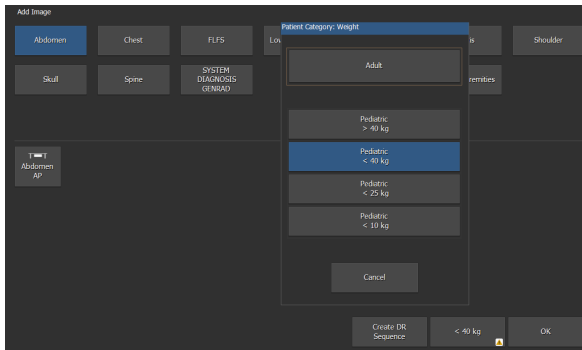 Add Image
Patient Category: Weight
Abdomen
Chest
FLFS
Lo
is
Shoulder
Adult
Skull
Spine
SYSTEM
DIAGNOSIS
GENRAD
remities
Pediatric
> 40 kg
Pediatric
< 40 kg
Pediatric
< 25 kg
Pediatric
< 10 kg
Abdomen
AP
Cancel
Create DR
Sequence
< 40 kg
OK